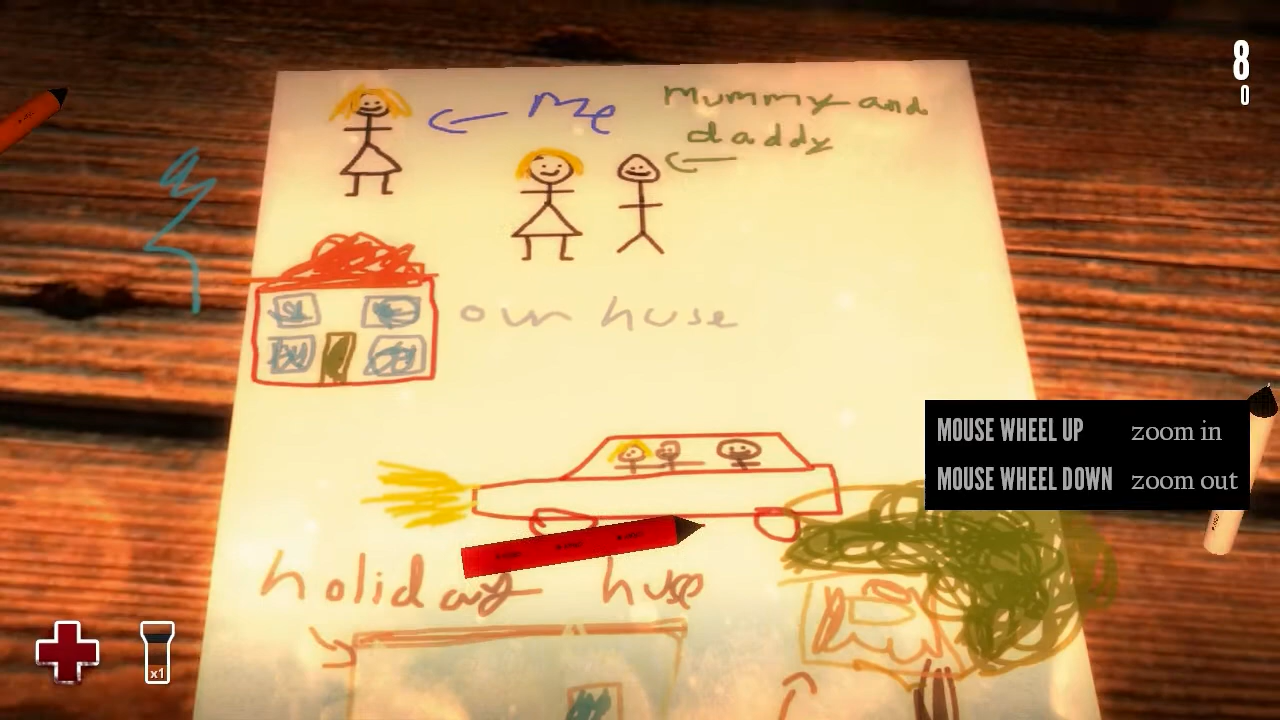 8
0
Me
Mummy and
daddy
our huse
MOUSE WHEEL UP zoom in
MOUSE WHEEL DOWN zoom out
holiday huse
x1